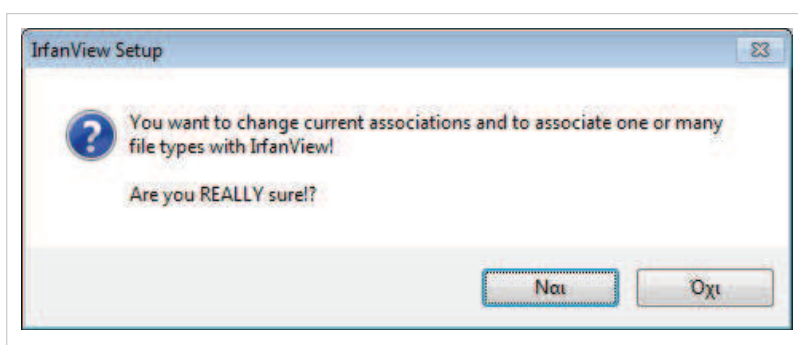 IrfanView Setup
You want to change current associations and to associate one or many
file types with IrfanView!
Are you REALLY sure!?
Ναι
Όχι